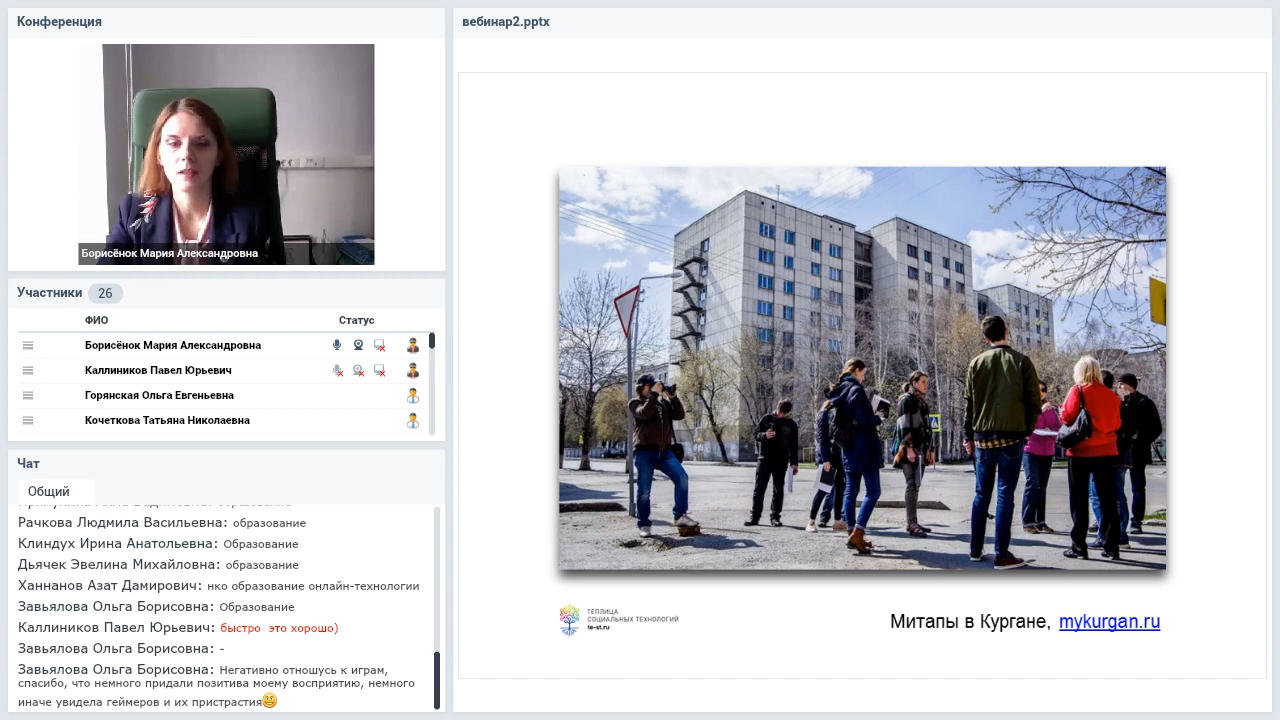 Конференция
Борисёнок Мария Александровна
Участники 26
ФИО Статус
Борисёнок Мария Александровна
Каллиников Павел Юрьевич
Горянская Ольга Евгеньевна
Кочеткова Татьяна Николаевна
Чат
Общий
Рачкова Людмила Васильевна: образование
Клиндух Ирина Анатольевна: Образование
Дьячек Эвелина Михайловна: образование
Ханнанов Азат Дамирович: нко образование онлайн-технологии
Завьялова Ольга Борисовна: Образование
Каллиников Павел Юрьевич: быстро это хорошо)
Завьялова Ольга Борисовна: -
Завьялова Ольга Борисовна: Негативно отношусь к играм,
спасибо, что немного придали позитива моему восприятию, немного
иначе увидела геймеров и их пристрастия
вебинар2.pptx
ТЕПЛИЦА
СОЦИАЛЬНЫХ ТЕХНОЛОГИЙ
te-st.ru
Митапы в Кургане, mykurgan.ru